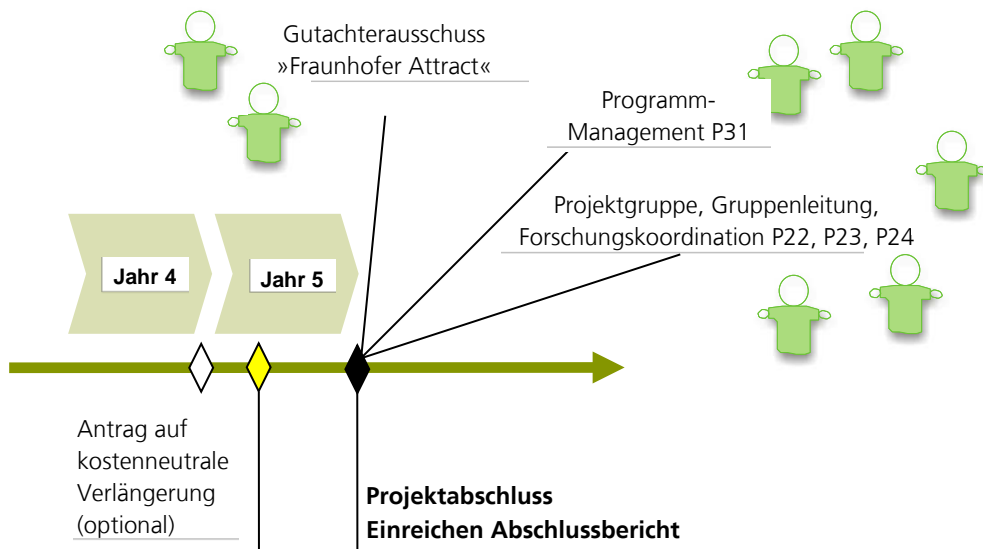 Gutachterausschuss
»Fraunhofer Attract«
Programm-
Management P31
Projektgruppe, Gruppenleitung,
Forschungskoordination P22, P23, P24
Jahr 4
Jahr 5
Antrag auf
kostenneutrale
Verlängerung
(optional)
Projektabschluss
Einreichen Abschlussbericht